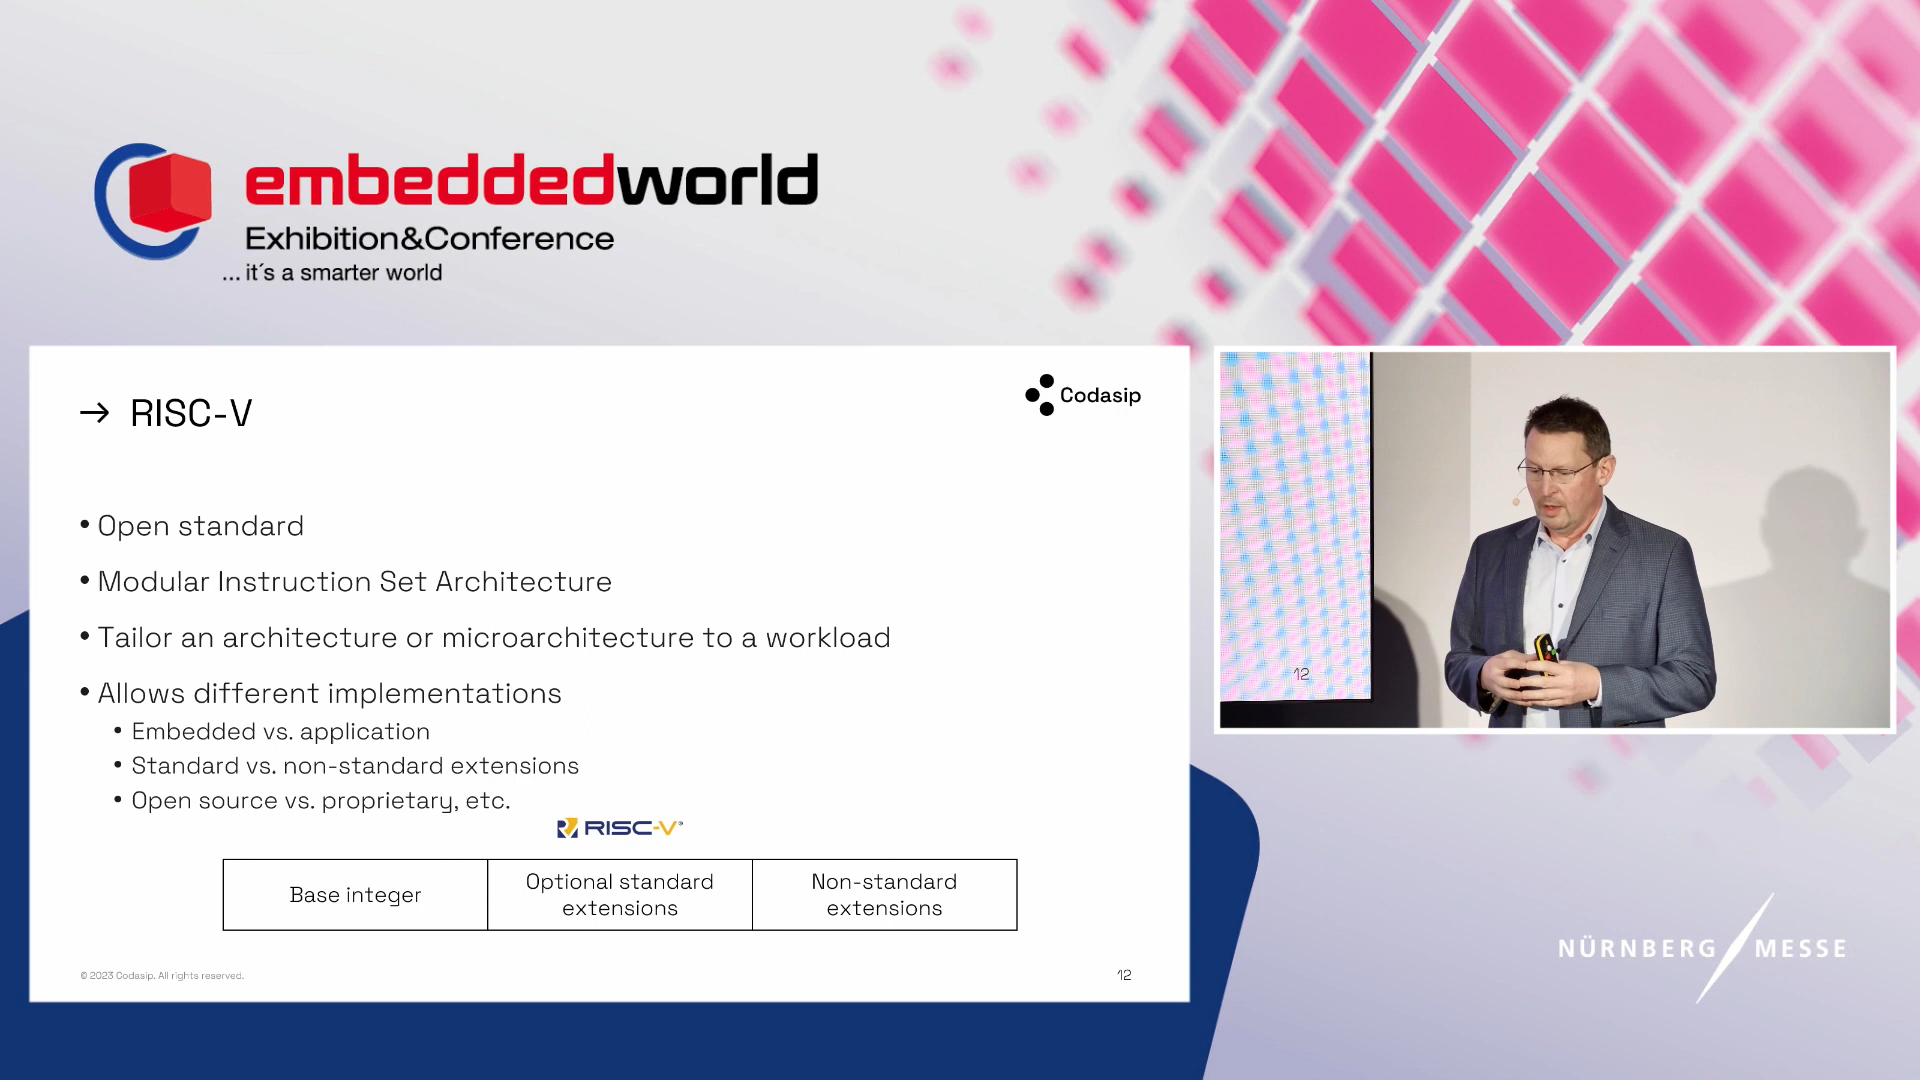 embeddedworld
Exhibition&Conference
... it´s a smarter world
→ RISC-V
Codasip
• Open standard
• Modular Instruction Set Architecture
• Tailor an architecture or microarchitecture to a workload
• Allows different implementations
• Embedded vs. application
• Standard vs. non-standard extensions
• Open source vs. proprietary, etc.
RISC-V®
Base integer
Optional standard
extensions
Non-standard
extensions
© 2023 Codasip. All rights reserved.
12
12
NÜRNBERG MESSE